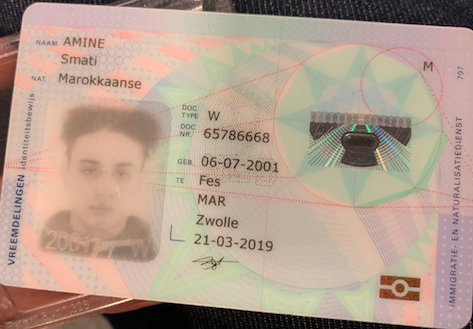 NAAM AMINE
Smati
NAT. Marokkaanse
M
797
DOC TYPE W
DOC NR. 65786668
GEB. 06-07-2001
TE Fes
MAR
Zwolle
21-03-2019
VREEMDELINGEN identiteitsbewijs
IMMIGRATIE- EN NATURALISATIEDIENST